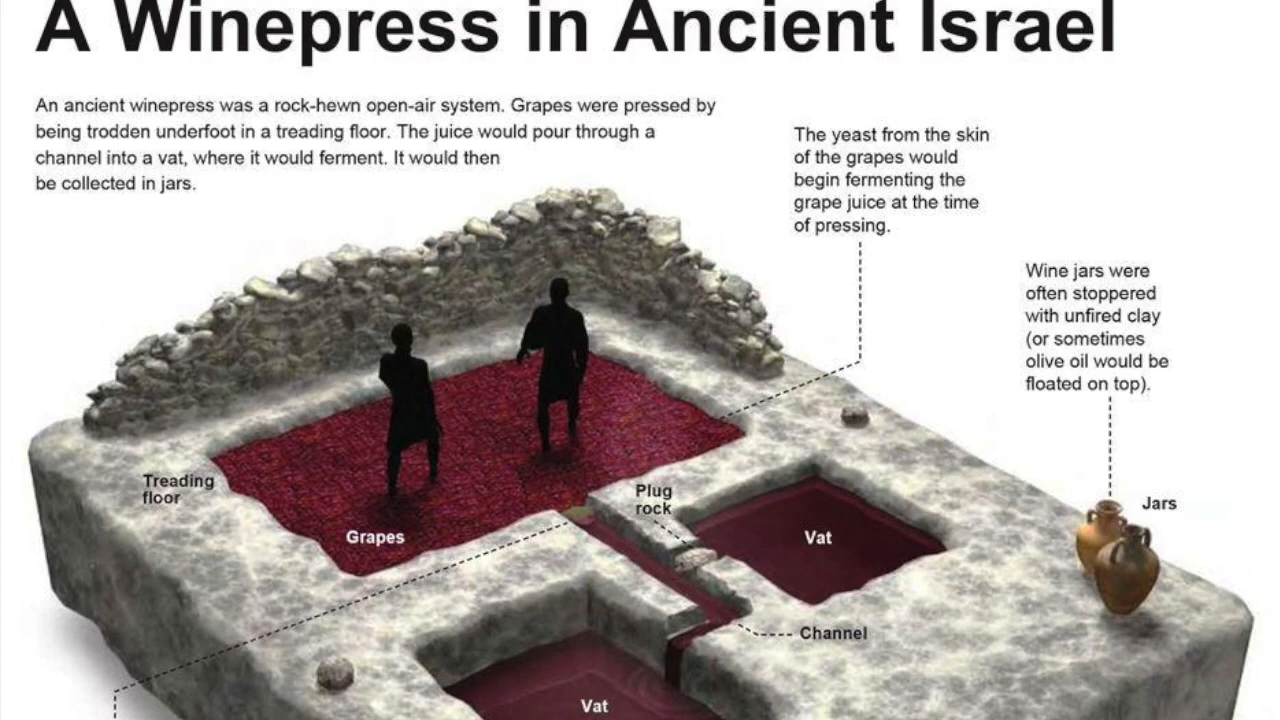 A Winepress in Ancient Israel
An ancient winepress was a rock-hewn open-air system. Grapes were pressed by
being trodden underfoot in a treading floor. The juice would pour through a
channel into a vat, where it would ferment. It would then
be collected in jars.
The yeast from the skin
of the grapes would
begin fermenting the
grape juice at the time
of pressing.
Wine jars were
often stoppered
with unfired clay
(or sometimes
olive oil would be
floated on top).
Treading
floor
Grapes
Plug
rock
Vat
Jars
Channel
Vat